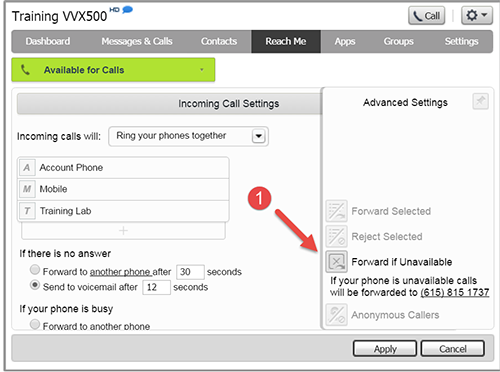 Training VVX500 HD
Call
Dashboard Messages & Calls Contacts Reach Me Apps Groups Settings
Available for Calls
Incoming Call Settings
Incoming calls will: Ring your phones together
A Account Phone
M Mobile
T Training Lab
+
If there is no answer
Forward to another phone after 30 seconds
Send to voicemail after 12 seconds
If your phone is busy
Forward to another phone
Advanced Settings
Forward Selected
Reject Selected
1
Forward if Unavailable
If your phone is unavailable calls
will be forwarded to (615) 815 1737
Anonymous Callers
Apply Cancel